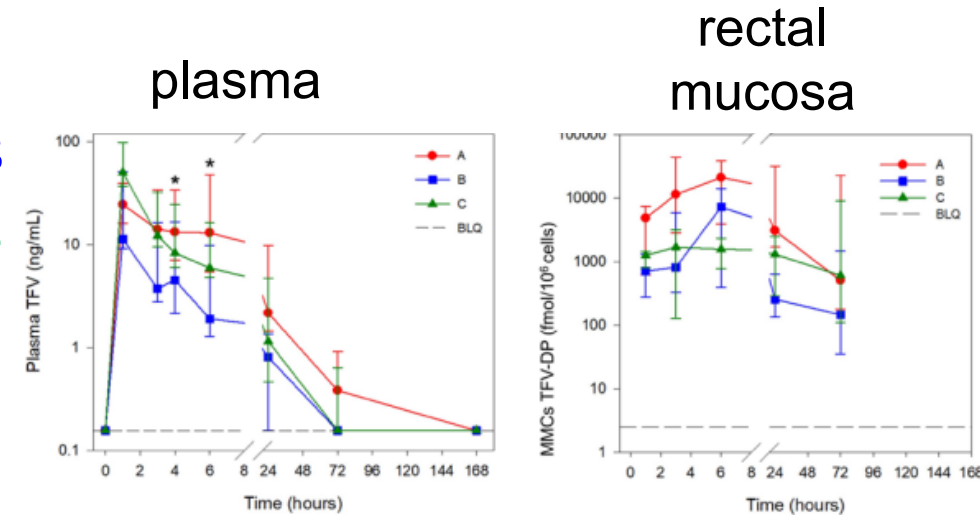 plasma
rectal
mucosa
s
Plasma TFV (ng/mL)
100
10
1
0.1
* *
A
B
C
BLQ
0 2 4 6 8 24 48 72 96 120 144 168
Time (hours)
MMCs TFV-DP (fmol/10⁶ cells)
100000
10000
1000
100
10
1
A
B
C
BLQ
0 2 4 6 8 24 48 72 96 120 144 168
Time (hours)